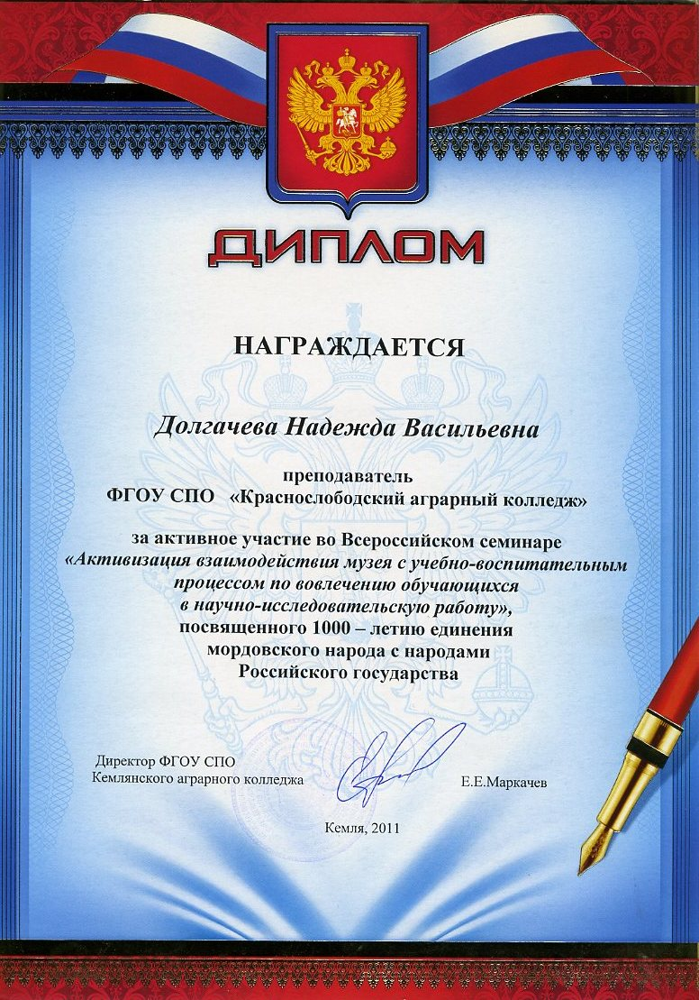 ДИПЛОМ
НАГРАЖДАЕТСЯ
Долгачева Надежда Васильевна
преподаватель
ФГОУ СПО «Краснослободский аграрный колледж»
за активное участие во Всероссийском семинаре
«Активизация взаимодействия музея с учебно-воспитательным
процессом по вовлечению обучающихся
в научно-исследовательскую работу»,
посвященного 1000 – летию единения
мордовского народа с народами
Российского государства
Директор ФГОУ СПО
Кемлянского аграрного колледжа
Е.Е.Маркачев
Кемля, 2011